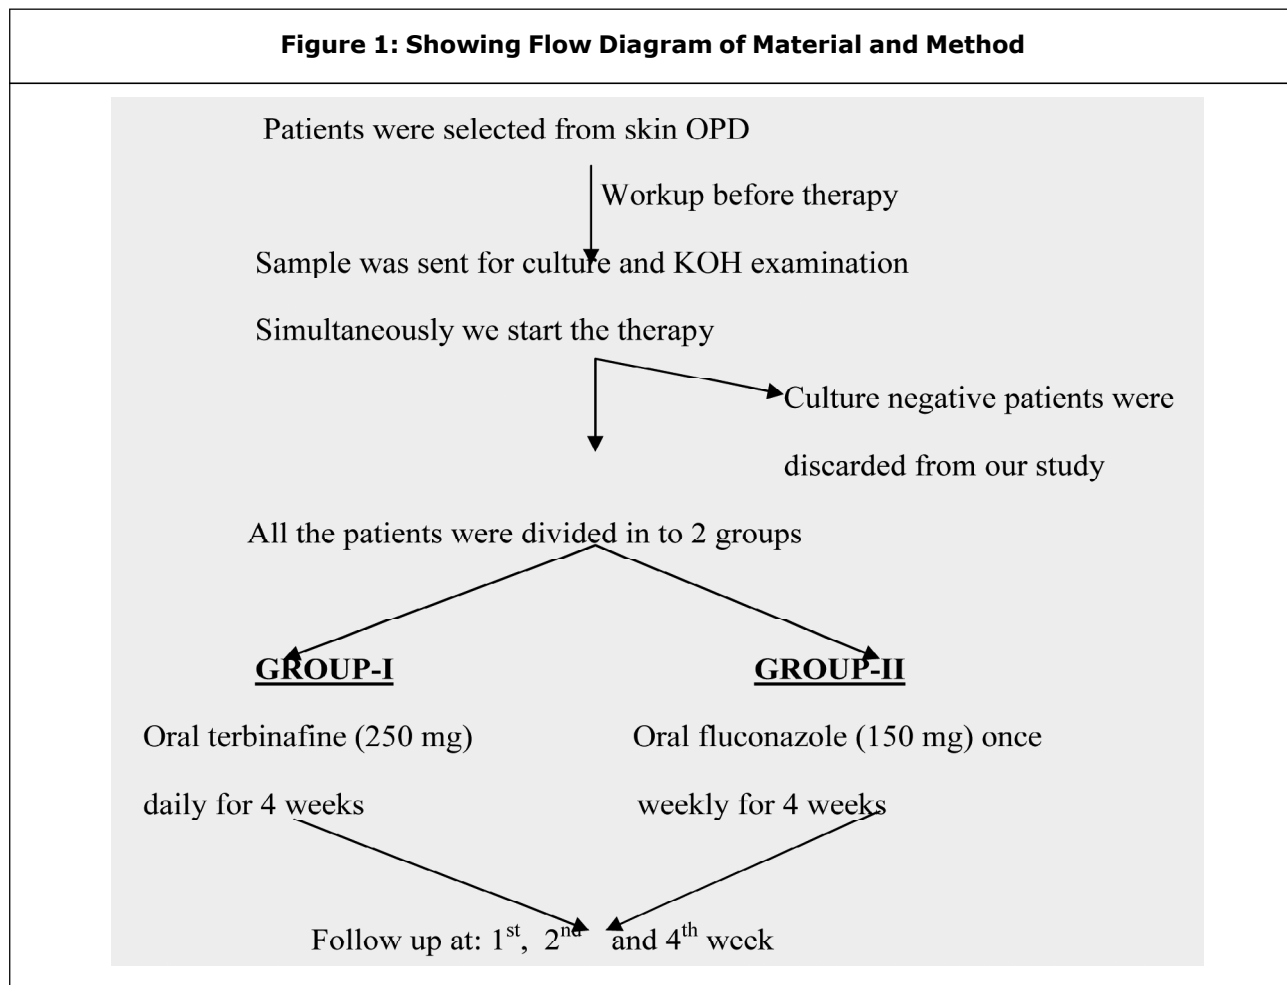 Figure 1: Showing Flow Diagram of Material and Method
Patients were selected from skin OPD
Workup before therapy
Sample was sent for culture and KOH examination
Simultaneously we start the therapy
Culture negative patients were
discarded from our study
All the patients were divided in to 2 groups
GROUP-I
GROUP-II
Oral terbinafine (250 mg)
daily for 4 weeks
Oral fluconazole (150 mg) once
weekly for 4 weeks
Follow up at: 1st, 2nd and 4th week